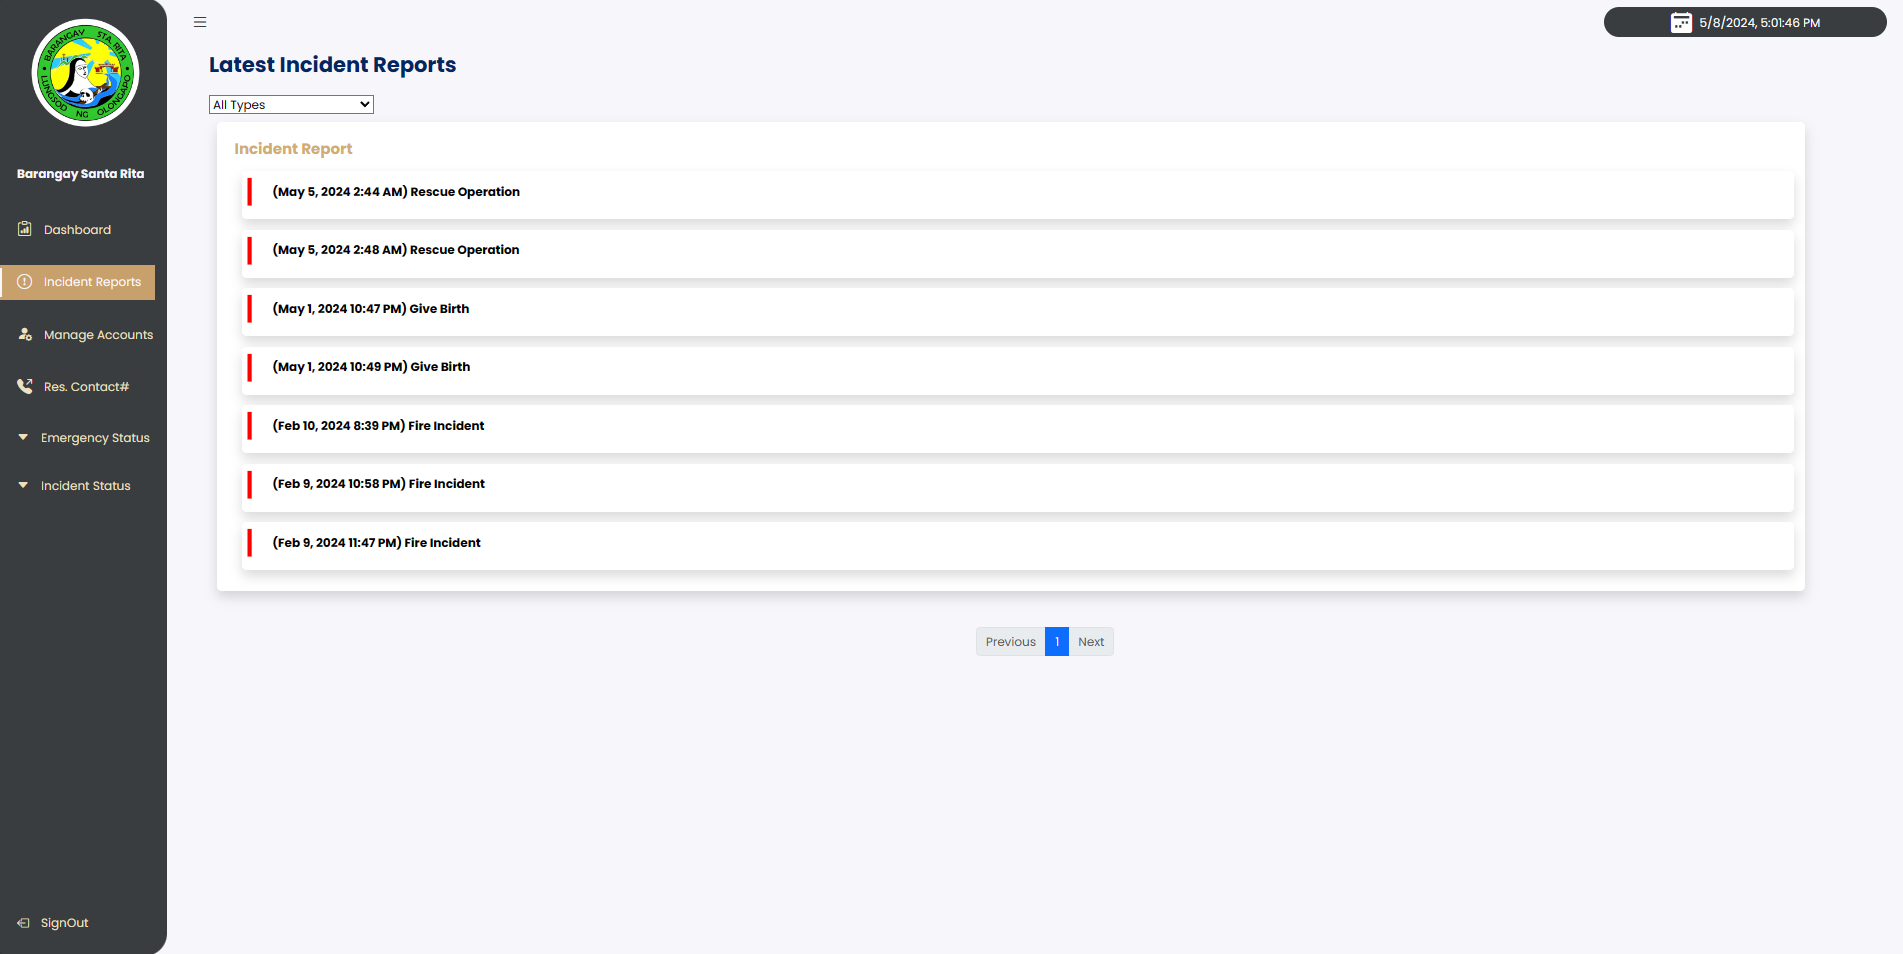 BARANGAY STA. RITA
LUNGSOD NG OLONGAPO
Barangay Santa Rita
Dashboard
Incident Reports
Manage Accounts
Res. Contact#
Emergency Status
Incident Status
SignOut
5/8/2024, 5:01:46 PM
Latest Incident Reports
All Types
Incident Report
(May 5, 2024 2:44 AM) Rescue Operation
(May 5, 2024 2:48 AM) Rescue Operation
(May 1, 2024 10:47 PM) Give Birth
(May 1, 2024 10:49 PM) Give Birth
(Feb 10, 2024 8:39 PM) Fire Incident
(Feb 9, 2024 10:58 PM) Fire Incident
(Feb 9, 2024 11:47 PM) Fire Incident
Previous 1 Next